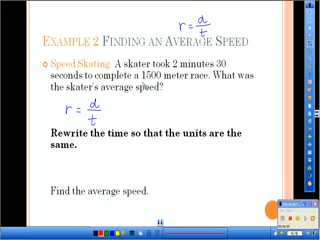 r = d/t
EXAMPLE 2 FINDING AN AVERAGE SPEED
Speed Skating A skater took 2 minutes 30
seconds to complete a 1500 meter race. What was
the skater's average speed?
r = d/t
Rewrite the time so that the units are the
same.
Find the average speed.